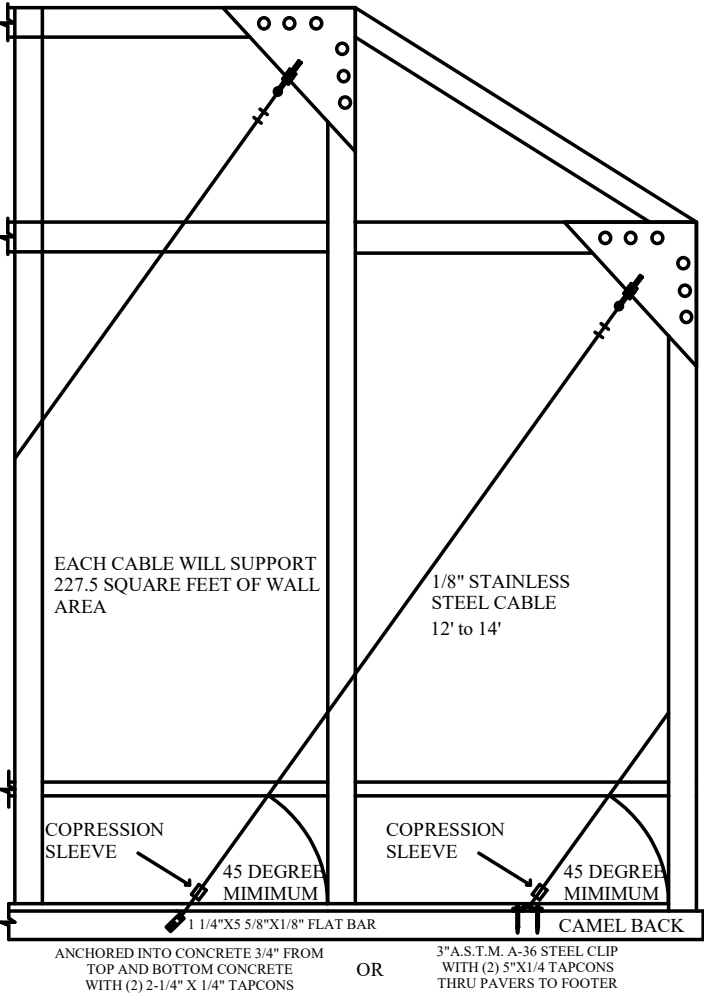 EACH CABLE WILL SUPPORT
227.5 SQUARE FEET OF WALL
AREA
1/8" STAINLESS
STEEL CABLE
12' to 14'
COPRESSION
SLEEVE
45 DEGREE
MIMIMUM
COPRESSION
SLEEVE
45 DEGREE
MIMIMUM
1 1/4"X5 5/8"X1/8" FLAT BAR
CAMEL BACK
ANCHORED INTO CONCRETE 3/4" FROM
TOP AND BOTTOM CONCRETE
WITH (2) 2-1/4" X 1/4" TAPCONS
OR
3"A.S.T.M. A-36 STEEL CLIP
WITH (2) 5"X1/4 TAPCONS
THRU PAVERS TO FOOTER